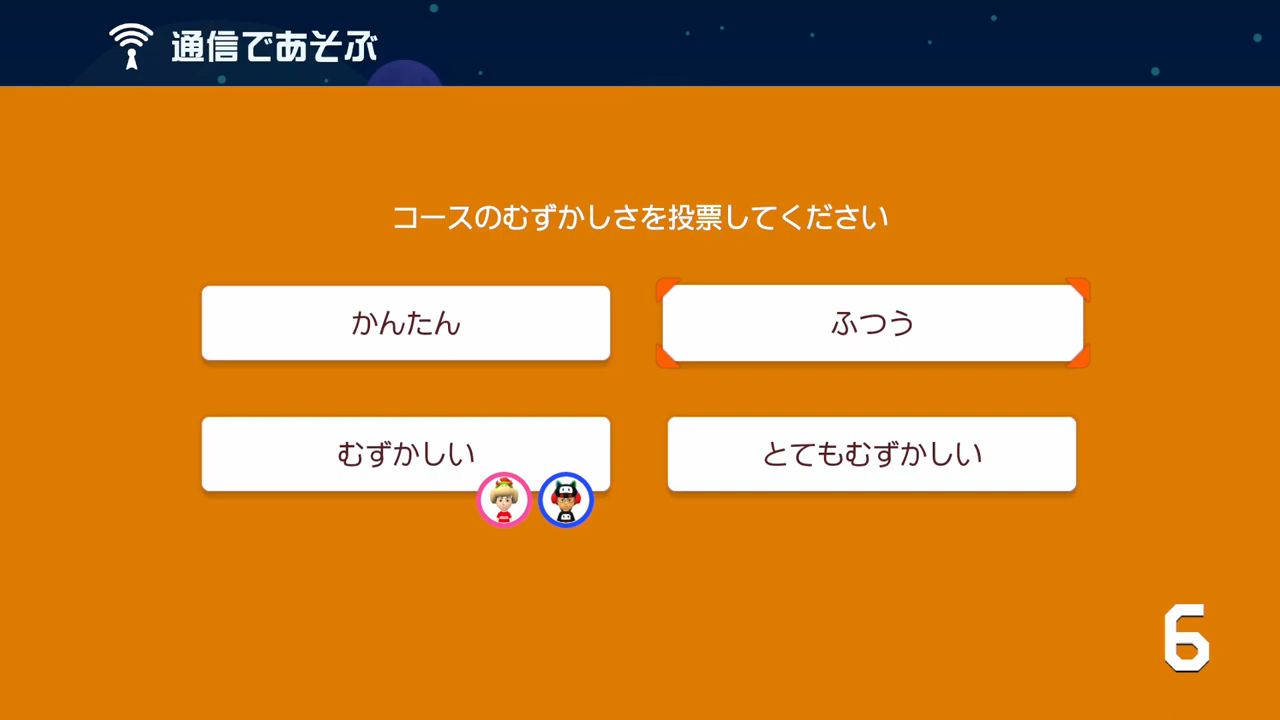 通信であそぶ
コースのむずかしさを投票してください
かんたん
ふつう
むずかしい
とてもむずかしい
6